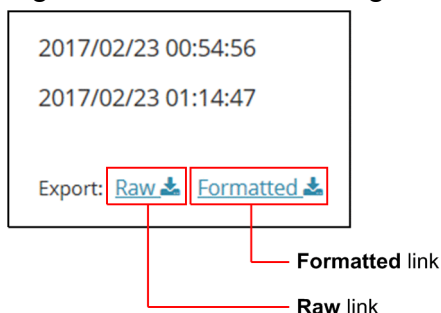 2017/02/23 00:54:56
2017/02/23 01:14:47
Export: Raw Formatted
Formatted link
Raw link